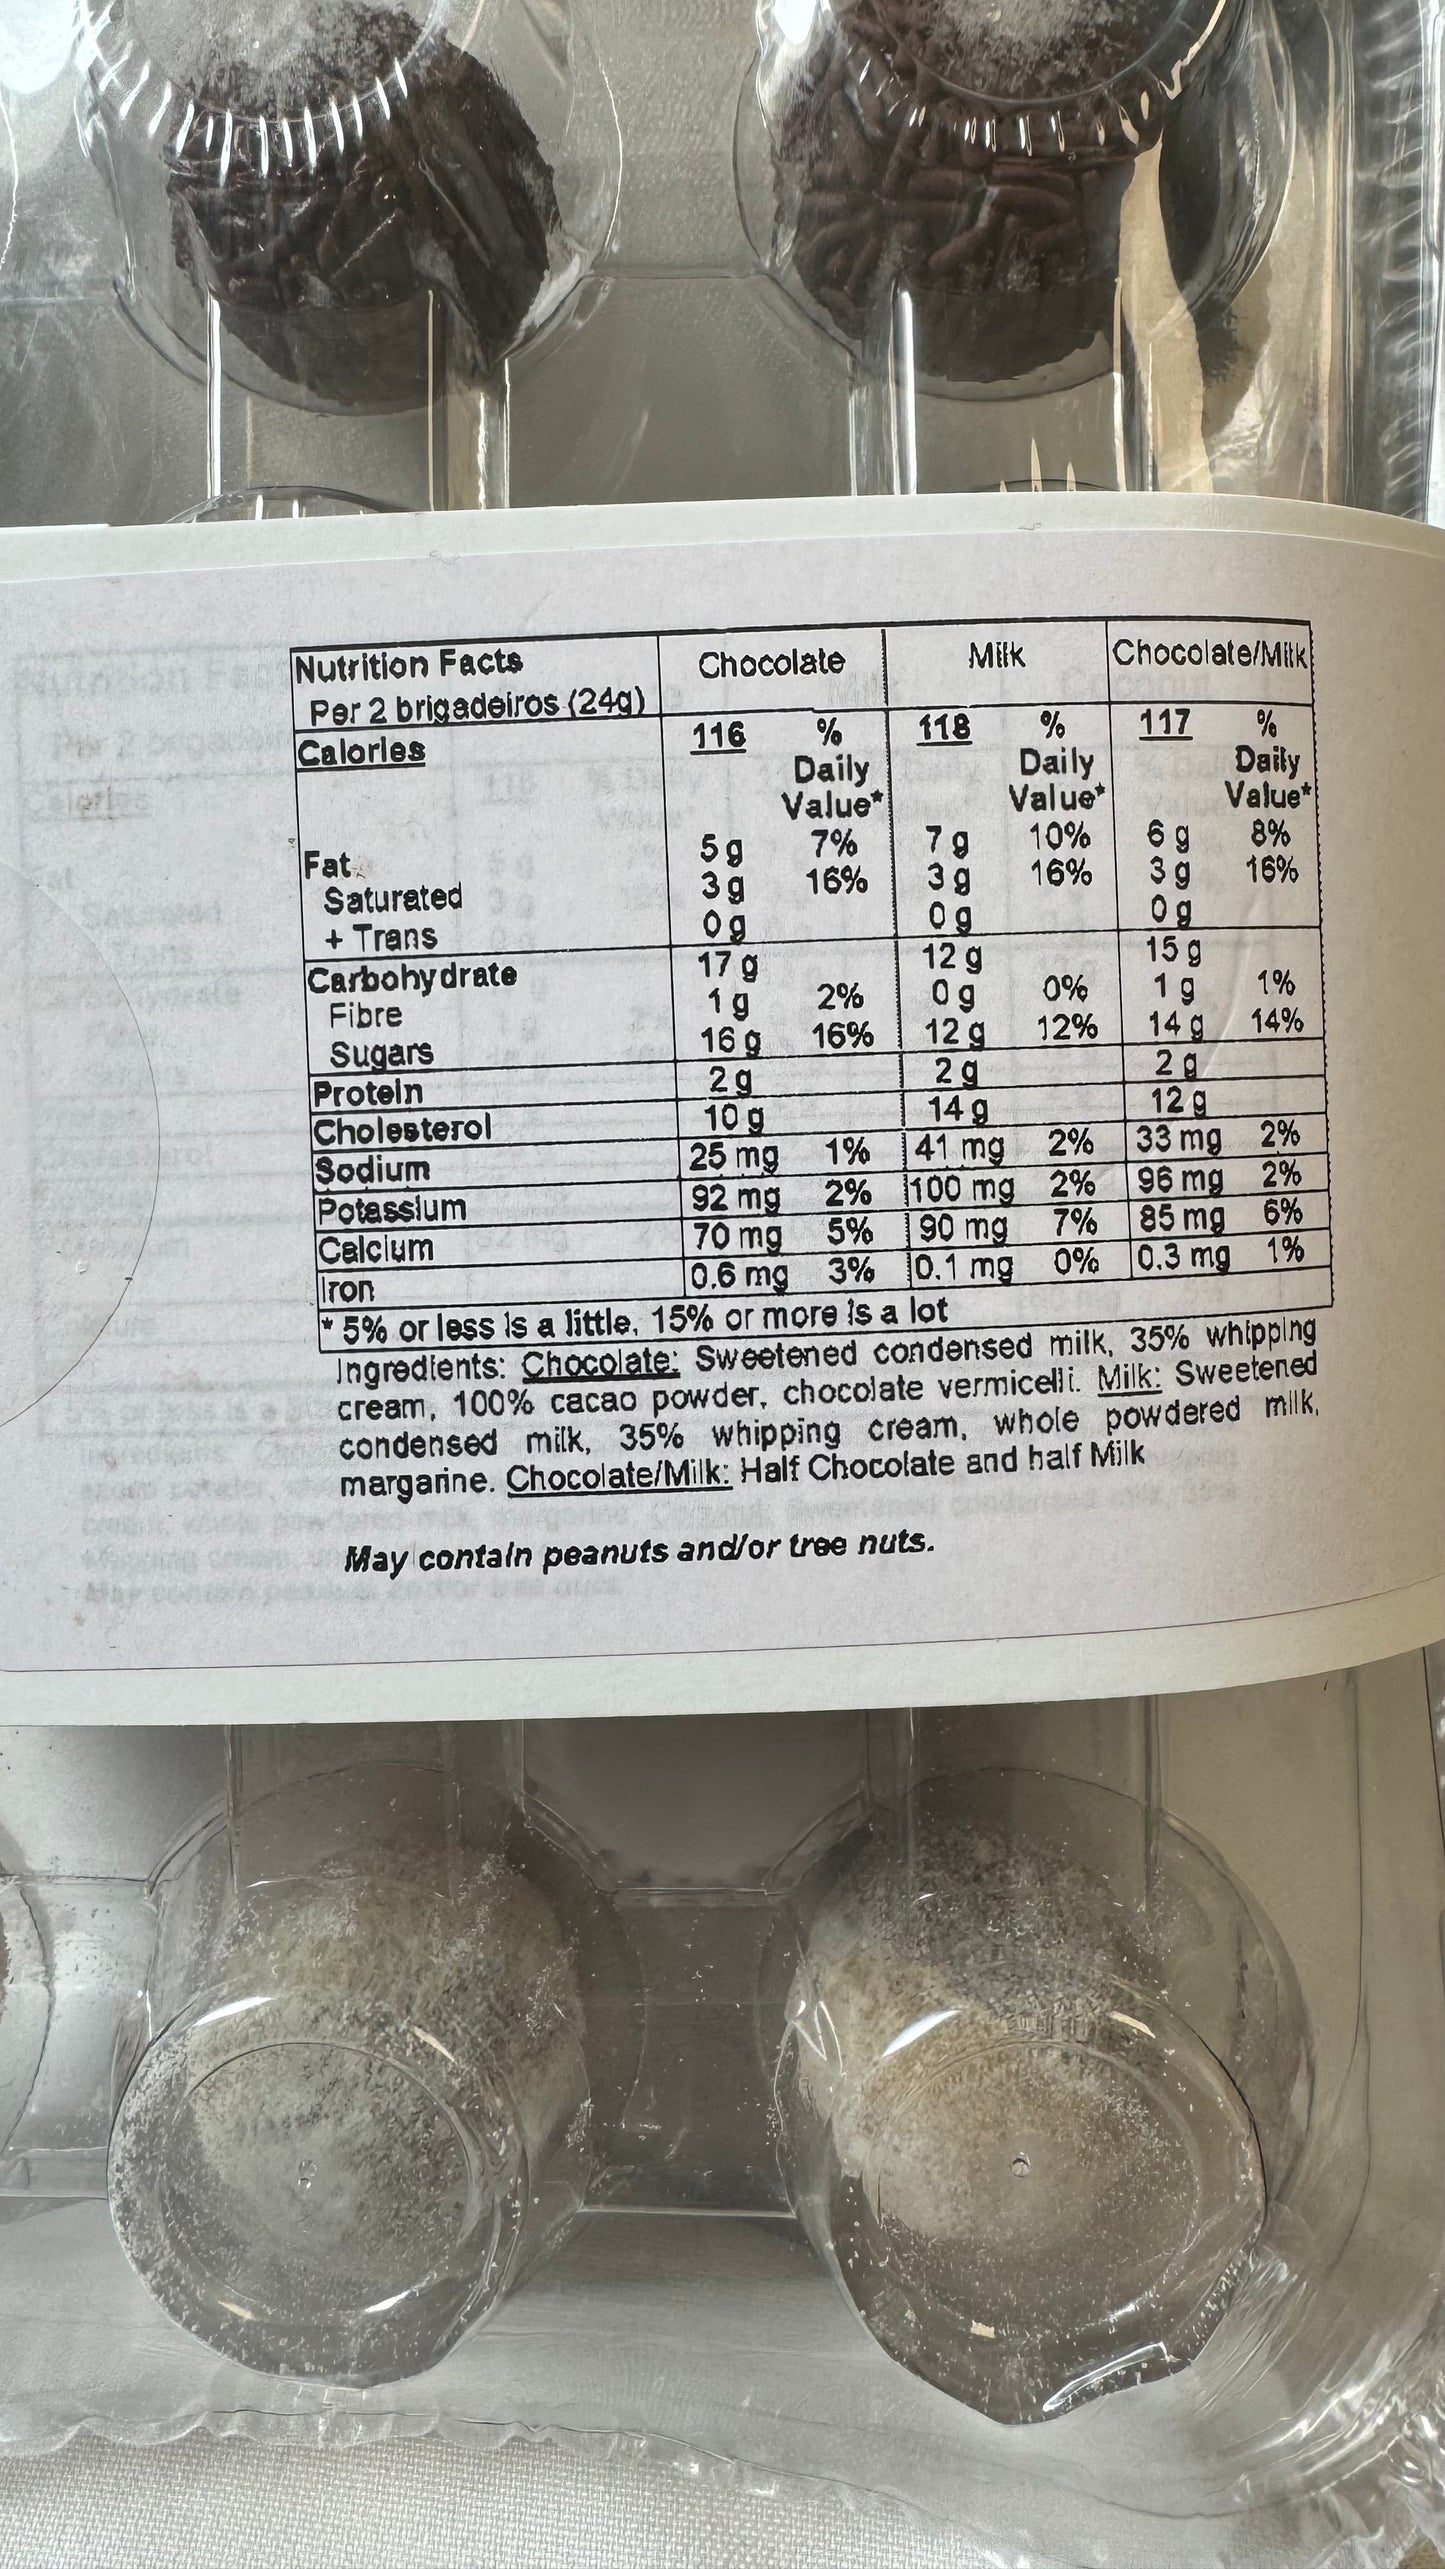 Nutrition Facts Chocolate Milk Chocolate/Milk
Per 2 brigadeiros (24g)
Calories 116 % Daily Value* 118 % Daily Value* 117 % Daily Value*
Fat 5 g 7% 7 g 10% 6 g 8%
Saturated 3 g 16% 3 g 16% 3 g 16%
+ Trans 0 g 0 g 0 g
Carbohydrate 17 g 12 g 15 g
Fibre 1 g 2% 0 g 0% 1 g 1%
Sugars 16 g 16% 12 g 12% 14 g 14%
Protein 2 g 2 g 2 g
Cholesterol 10 g 14 g 12 g
Sodium 25 mg 1% 41 mg 2% 33 mg 2%
Potassium 92 mg 2% 100 mg 2% 96 mg 2%
Calcium 70 mg 5% 90 mg 7% 85 mg 6%
Iron 0.6 mg 3% 0.1 mg 0% 0.3 mg 1%
* 5% or less is a little, 15% or more is a lot
Ingredients: Chocolate: Sweetened condensed milk, 35% whipping
cream, 100% cacao powder, chocolate vermicelli. Milk: Sweetened
condensed milk, 35% whipping cream, whole powdered milk,
margarine. Chocolate/Milk: Half Chocolate and half Milk
May contain peanuts and/or tree nuts.